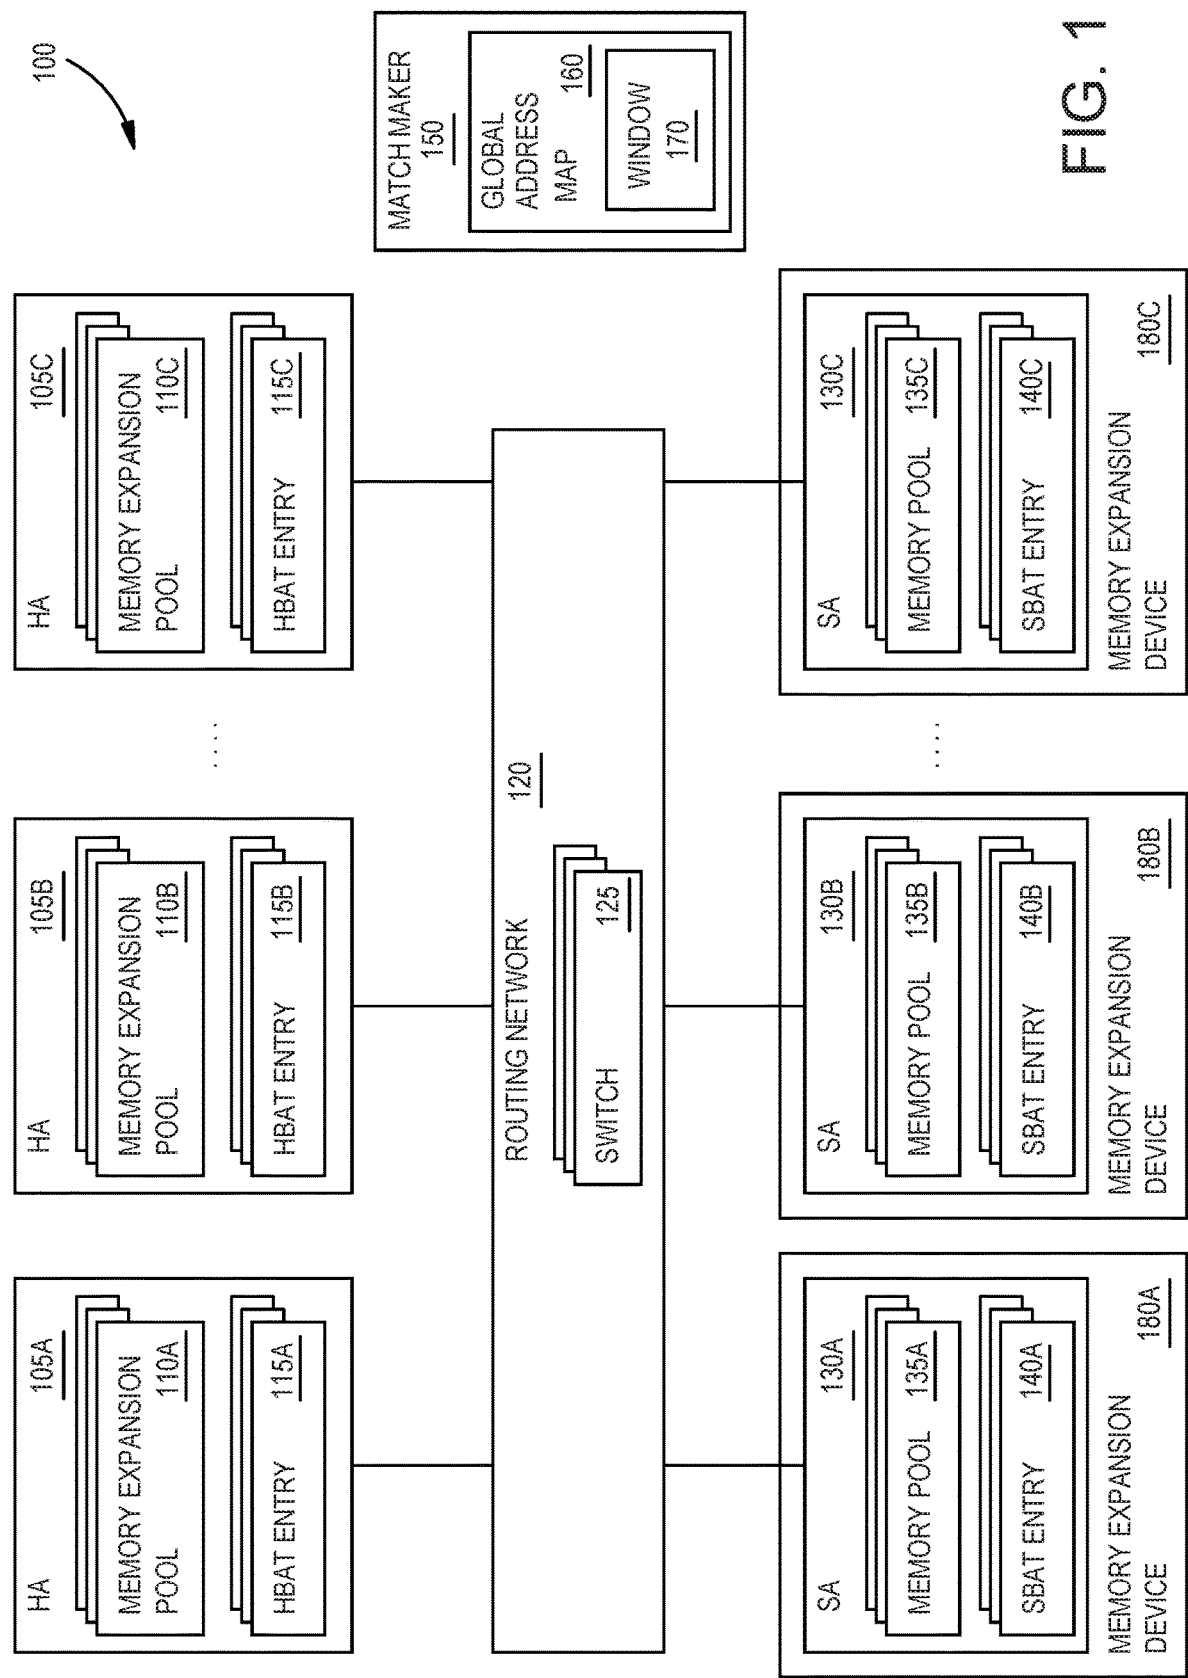 100
HA
105A
MEMORY EXPANSION
POOL
110A
HBAT ENTRY
115A
HA
105B
MEMORY EXPANSION
POOL
110B
HBAT ENTRY
115B
HA
105C
MEMORY EXPANSION
POOL
110C
HBAT ENTRY
115C
ROUTING NETWORK
120
SWITCH
125
MATCH MAKER
150
GLOBAL
ADDRESS
MAP
160
WINDOW
170
SA
130A
MEMORY POOL
135A
SBAT ENTRY
140A
MEMORY EXPANSION
DEVICE
180A
SA
130B
MEMORY POOL
135B
SBAT ENTRY
140B
MEMORY EXPANSION
DEVICE
180B
SA
130C
MEMORY POOL
135C
SBAT ENTRY
140C
MEMORY EXPANSION
DEVICE
180C
FIG. 1